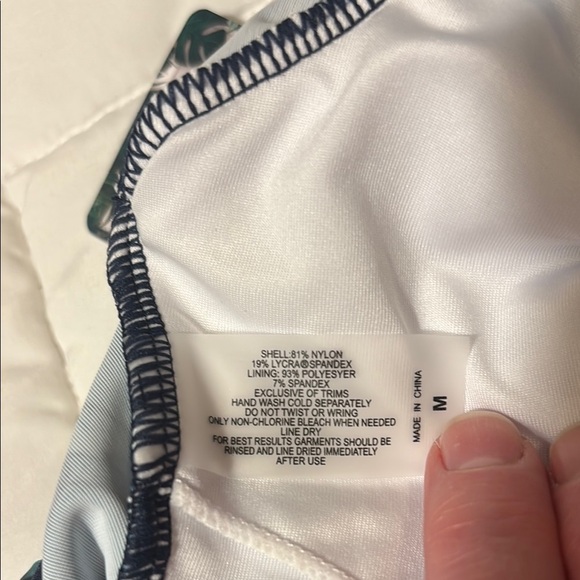 SHELL:81% NYLON
19% LYCRA®SPANDEX
LINING: 93% POLYESYER
7% SPANDEX
EXCLUSIVE OF TRIMS
HAND WASH COLD SEPARATELY
DO NOT TWIST OR WRING
ONLY NON-CHLORINE BLEACH WHEN NEEDED
LINE DRY
FOR BEST RESULTS GARMENTS SHOULD BE
RINSED AND LINE DRIED IMMEDIATELY
AFTER USE
MADE IN CHINA
M